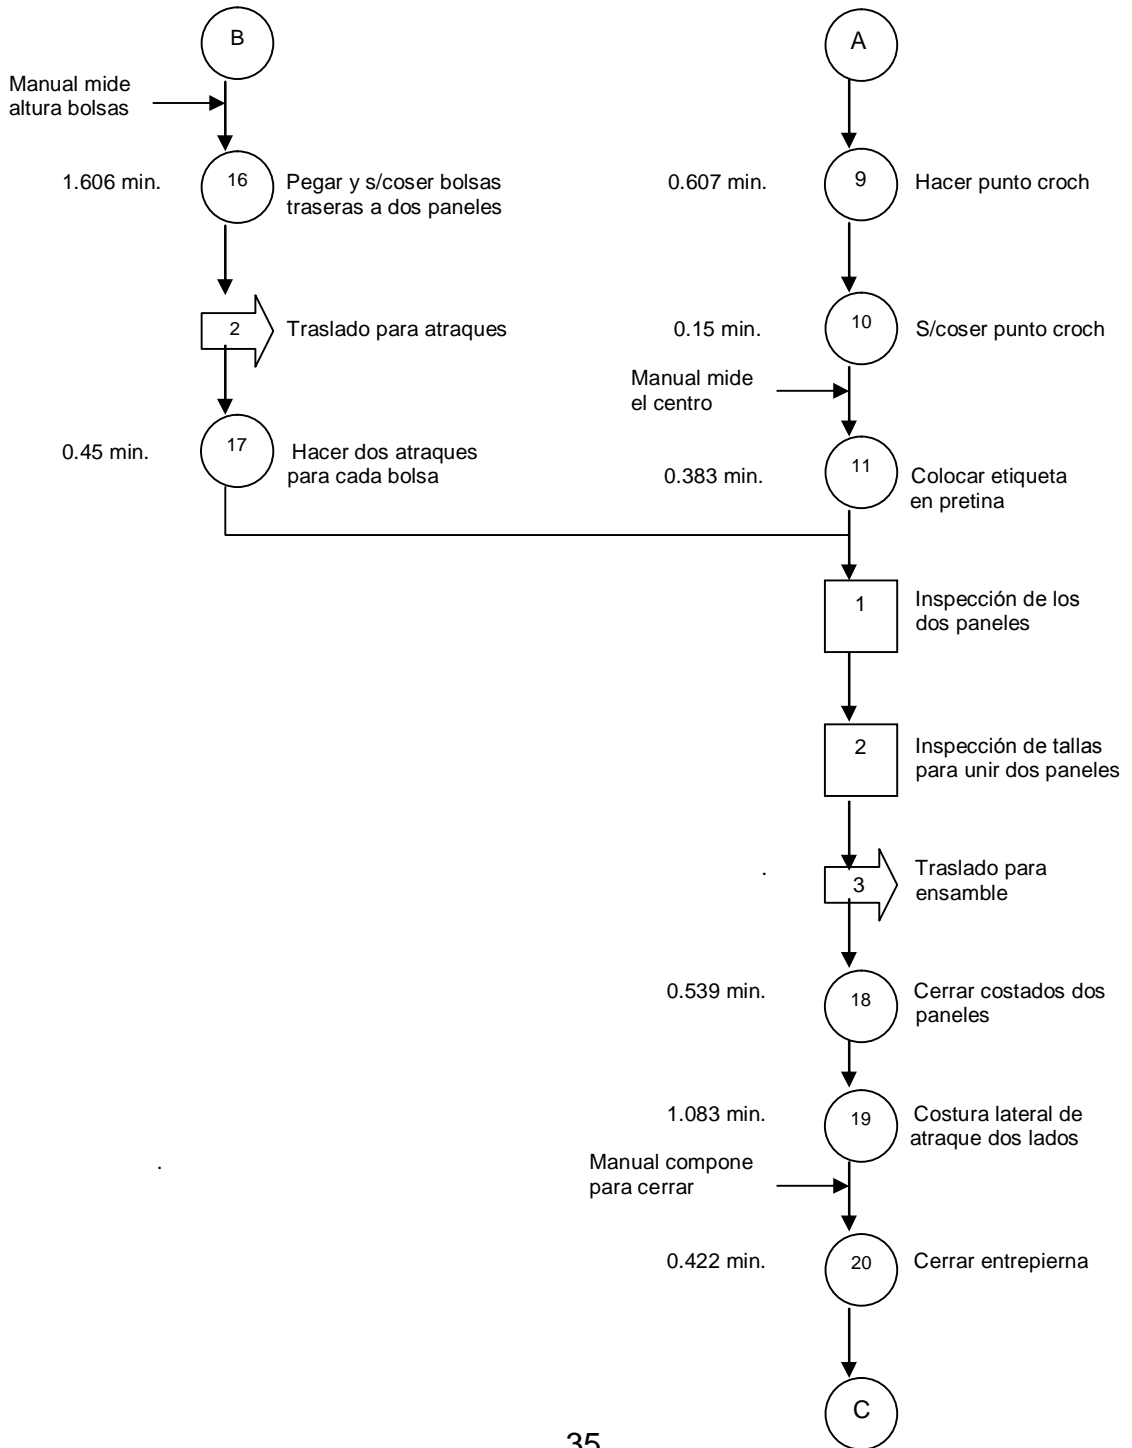 B
Manual mide
altura bolsas
1.606 min.
16
Pegar y s/coser bolsas
traseras a dos paneles
2
Traslado para atraques
0.45 min.
17
Hacer dos atraques
para cada bolsa
A
0.607 min.
9
Hacer punto croch
0.15 min.
10
S/coser punto croch
Manual mide
el centro
0.383 min.
11
Colocar etiqueta
en pretina
1
Inspección de los
dos paneles
2
Inspección de tallas
para unir dos paneles
.
3
Traslado para
ensamble
0.539 min.
18
Cerrar costados dos
paneles
1.083 min.
19
Costura lateral de
atraque dos lados
.
Manual compone
para cerrar
0.422 min.
20
Cerrar entrepierna
C
35